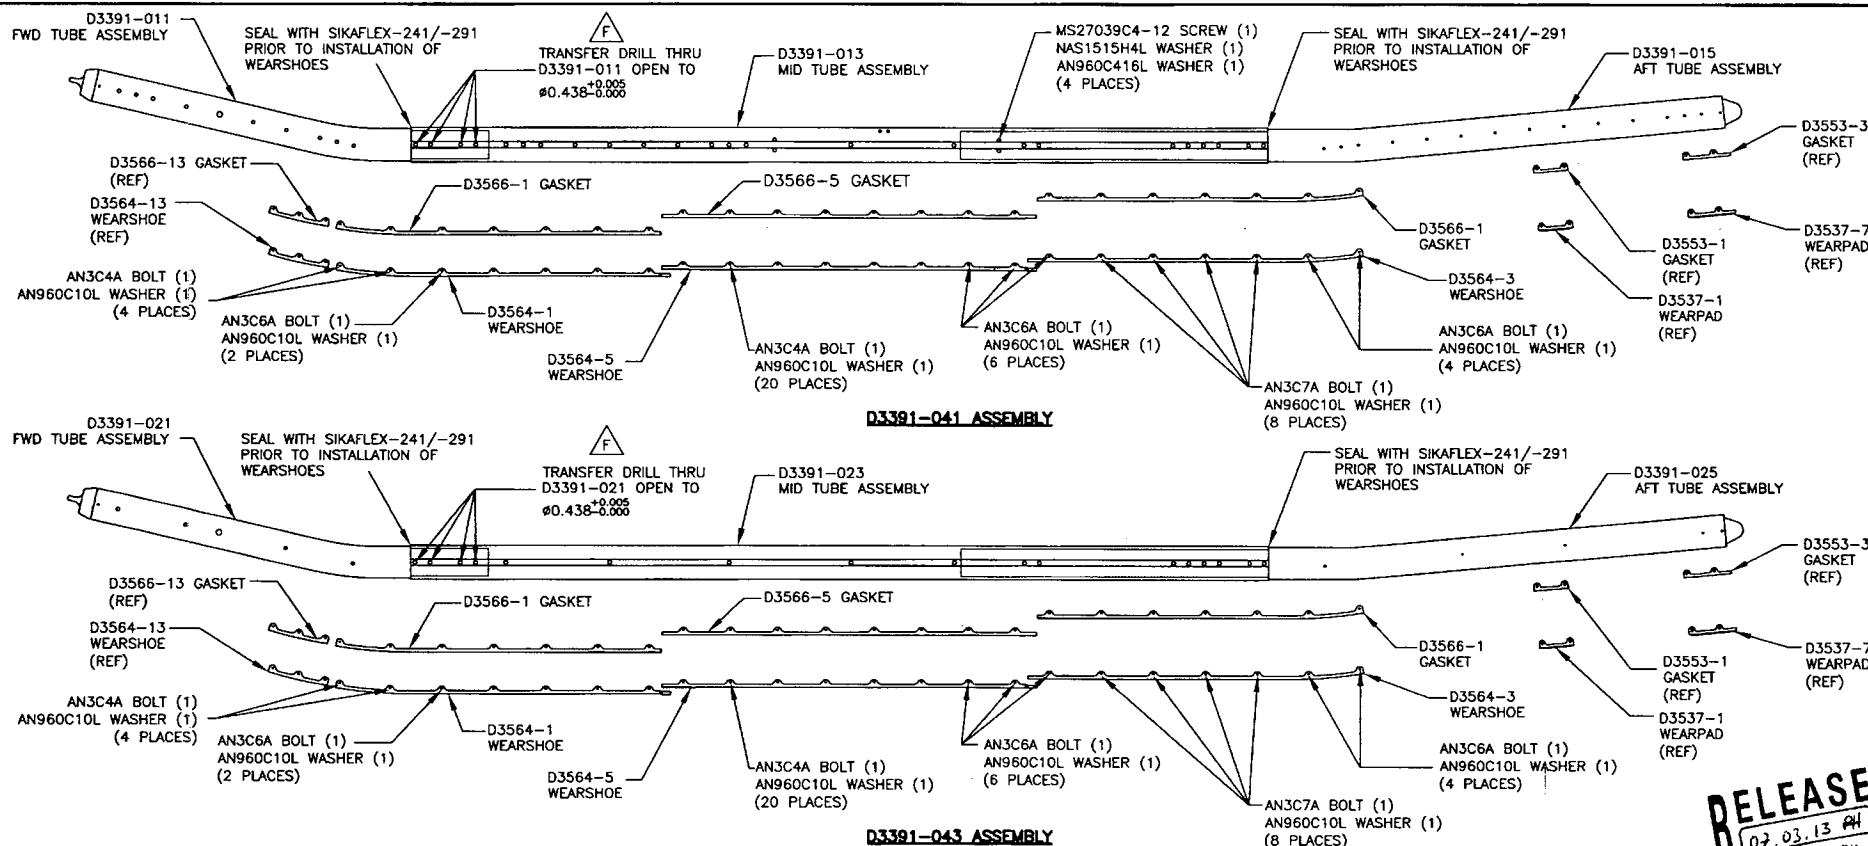 D3391-011
FWD TUBE ASSEMBLY
SEAL WITH SIKAFLEX-241/-291
PRIOR TO INSTALLATION OF
WEARSHOES
F
TRANSFER DRILL THRU
D3391-011 OPEN TO
ø0.438+0.005-0.000
D3391-013
MID TUBE ASSEMBLY
MS27039C4-12 SCREW (1)
NAS1515H4L WASHER (1)
AN960C416L WASHER (1)
(4 PLACES)
SEAL WITH SIKAFLEX-241/-291
PRIOR TO INSTALLATION OF
WEARSHOES
D3391-015
AFT TUBE ASSEMBLY
D3553-3
GASKET
(REF)
D3566-13 GASKET
(REF)
D3566-1 GASKET
D3566-5 GASKET
D3564-13
WEARSHOE
(REF)
D3566-1
GASKET
D3553-1
GASKET
(REF)
D3537-7
WEARPAD
(REF)
AN3C4A BOLT (1)
AN960C10L WASHER (1)
(4 PLACES)
AN3C6A BOLT (1)
AN960C10L WASHER (1)
(2 PLACES)
D3564-1
WEARSHOE
D3564-5
WEARSHOE
AN3C4A BOLT (1)
AN960C10L WASHER (1)
(20 PLACES)
AN3C6A BOLT (1)
AN960C10L WASHER (1)
(6 PLACES)
D3564-3
WEARSHOE
D3537-1
WEARPAD
(REF)
AN3C6A BOLT (1)
AN960C10L WASHER (1)
(4 PLACES)
AN3C7A BOLT (1)
AN960C10L WASHER (1)
(8 PLACES)
D3391-041 ASSEMBLY
D3391-021
FWD TUBE ASSEMBLY
SEAL WITH SIKAFLEX-241/-291
PRIOR TO INSTALLATION OF
WEARSHOES
F
TRANSFER DRILL THRU
D3391-021 OPEN TO
ø0.438+0.005-0.000
D3391-023
MID TUBE ASSEMBLY
SEAL WITH SIKAFLEX-241/-291
PRIOR TO INSTALLATION OF
WEARSHOES
D3391-025
AFT TUBE ASSEMBLY
D3553-3
GASKET
(REF)
D3566-13 GASKET
(REF)
D3566-1 GASKET
D3566-5 GASKET
D3564-13
WEARSHOE
(REF)
D3566-1
GASKET
D3553-1
GASKET
(REF)
D3537-7
WEARPAD
(REF)
AN3C4A BOLT (1)
AN960C10L WASHER (1)
(4 PLACES)
AN3C6A BOLT (1)
AN960C10L WASHER (1)
(2 PLACES)
D3564-1
WEARSHOE
D3564-5
WEARSHOE
AN3C4A BOLT (1)
AN960C10L WASHER (1)
(20 PLACES)
AN3C6A BOLT (1)
AN960C10L WASHER (1)
(6 PLACES)
D3564-3
WEARSHOE
D3537-1
WEARPAD
(REF)
AN3C6A BOLT (1)
AN960C10L WASHER (1)
(4 PLACES)
AN3C7A BOLT (1)
AN960C10L WASHER (1)
(8 PLACES)
D3391-043 ASSEMBLY
RELEASE
07.03.13